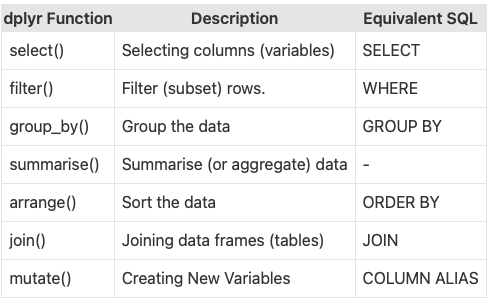 dplyr Function Description Equivalent SQL
select() Selecting columns (variables) SELECT
filter() Filter (subset) rows. WHERE
group_by() Group the data GROUP BY
summarise() Summarise (or aggregate) data -
arrange() Sort the data ORDER BY
join() Joining data frames (tables) JOIN
mutate() Creating New Variables COLUMN ALIAS